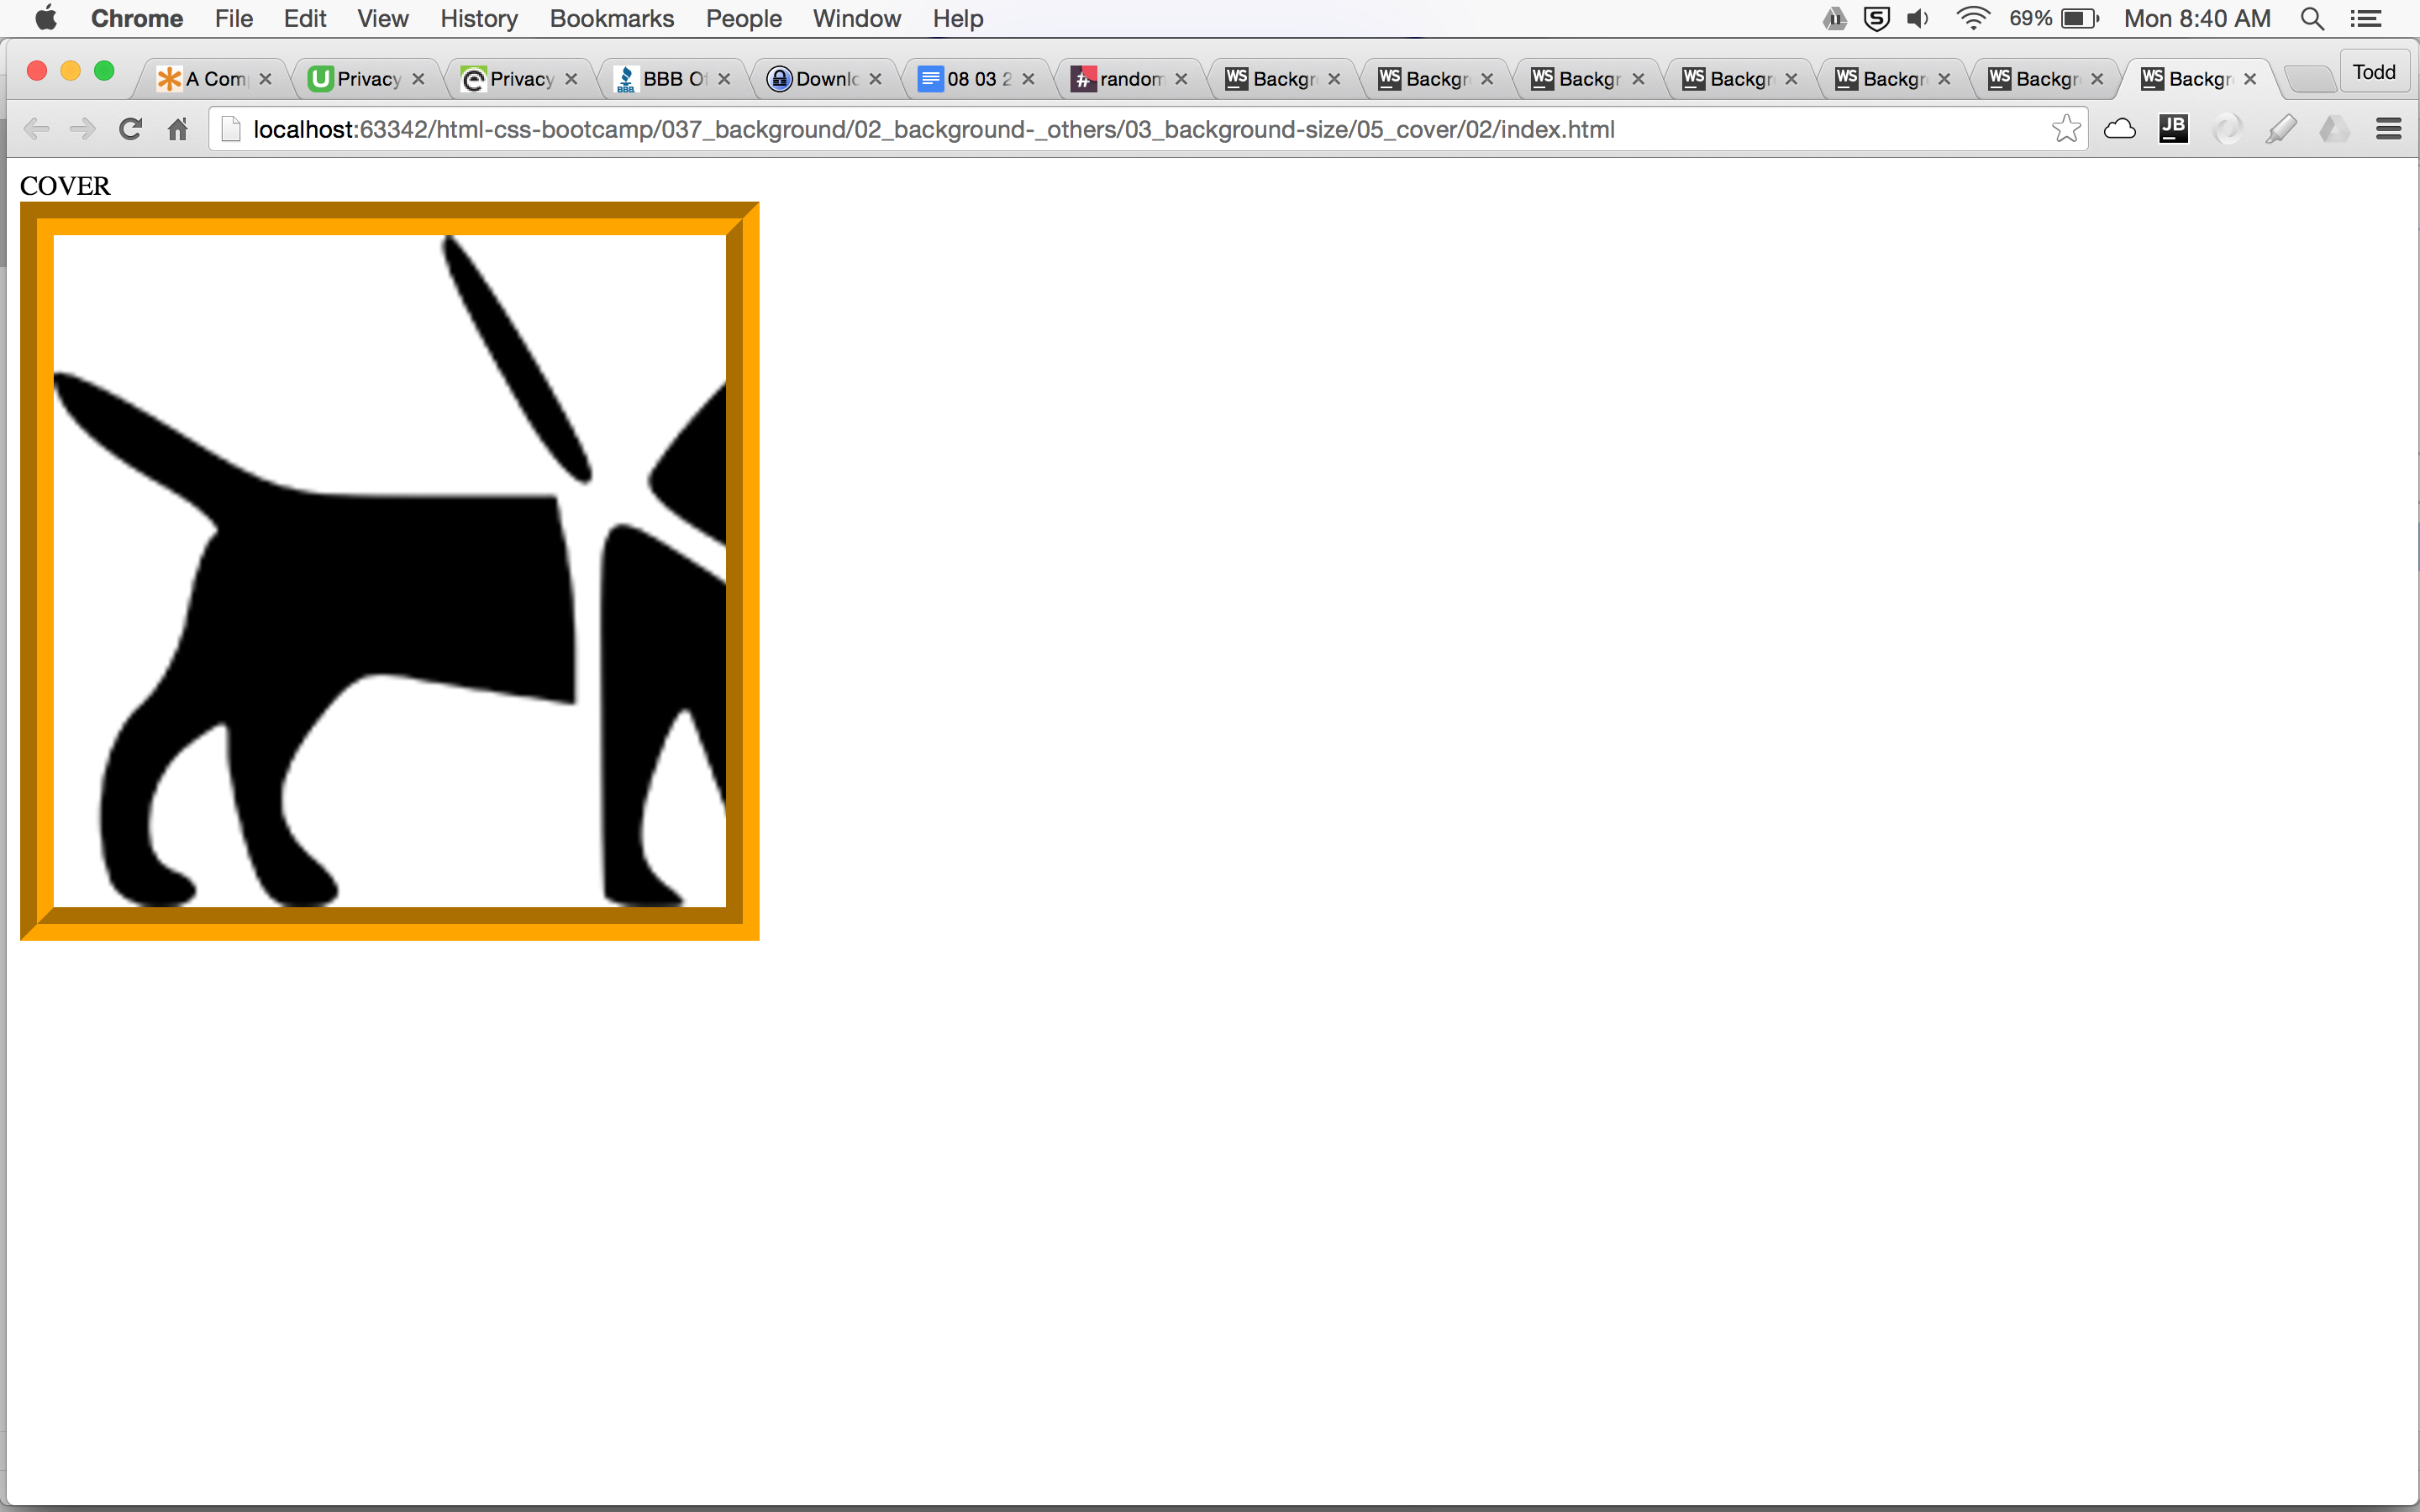 Chrome File Edit View History Bookmarks People Window Help 69% Mon 8:40 AM
A Com Privacy Privacy BBB O Downlo 08 03 2 random Backgr Backgr Backgr Backgr Backgr Backgr Backgr Todd
localhost:63342/html-css-bootcamp/037_background/02_background-_others/03_background-size/05_cover/02/index.html
COVER